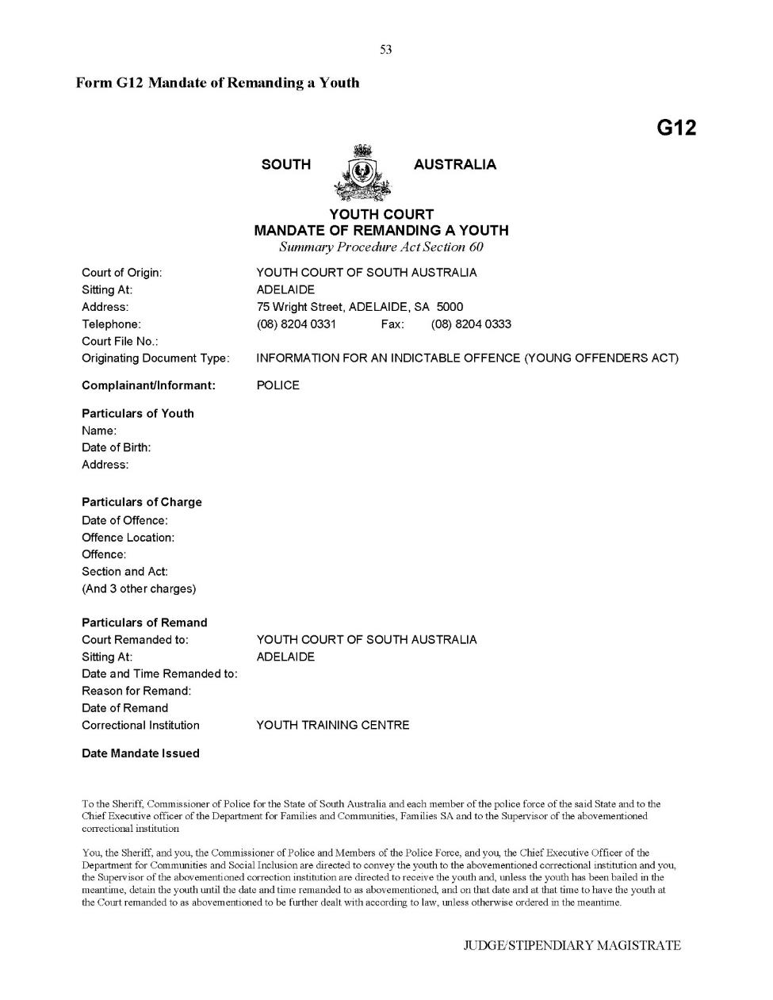 53
Form G12 Mandate of Remanding a Youth
G12
SOUTH AUSTRALIA
YOUTH COURT
MANDATE OF REMANDING A YOUTH
Summary Procedure Act Section 60
Court of Origin: YOUTH COURT OF SOUTH AUSTRALIA
Sitting At: ADELAIDE
Address: 75 Wright Street, ADELAIDE, SA 5000
Telephone: (08) 8204 0331 Fax: (08) 8204 0333
Court File No.:
Originating Document Type: INFORMATION FOR AN INDICTABLE OFFENCE (YOUNG OFFENDERS ACT)
Complainant/Informant: POLICE
Particulars of Youth
Name:
Date of Birth:
Address:
Particulars of Charge
Date of Offence:
Offence Location:
Offence:
Section and Act:
(And 3 other charges)
Particulars of Remand
Court Remanded to: YOUTH COURT OF SOUTH AUSTRALIA
Sitting At: ADELAIDE
Date and Time Remanded to:
Reason for Remand:
Date of Remand
Correctional Institution YOUTH TRAINING CENTRE
Date Mandate Issued
To the Sheriff, Commissioner of Police for the State of South Australia and each member of the police force of the said State and to the
Chief Executive officer of the Department for Families and Communities, Families SA and to the Supervisor of the abovementioned
correctional institution
You, the Sheriff, and you, the Commissioner of Police and Members of the Police Force, and you, the Chief Executive Officer of the
Department for Communities and Social Inclusion are directed to convey the youth to the abovementioned correctional institution and you,
the Supervisor of the abovementioned correction institution are directed to receive the youth and, unless the youth has been bailed in the
meantime, detain the youth until the date and time remanded to as abovementioned, and on that date and at that time to have the youth at
the Court remanded to as abovementioned to be further dealt with according to law, unless otherwise ordered in the meantime.
JUDGE/STIPENDIARY MAGISTRATE